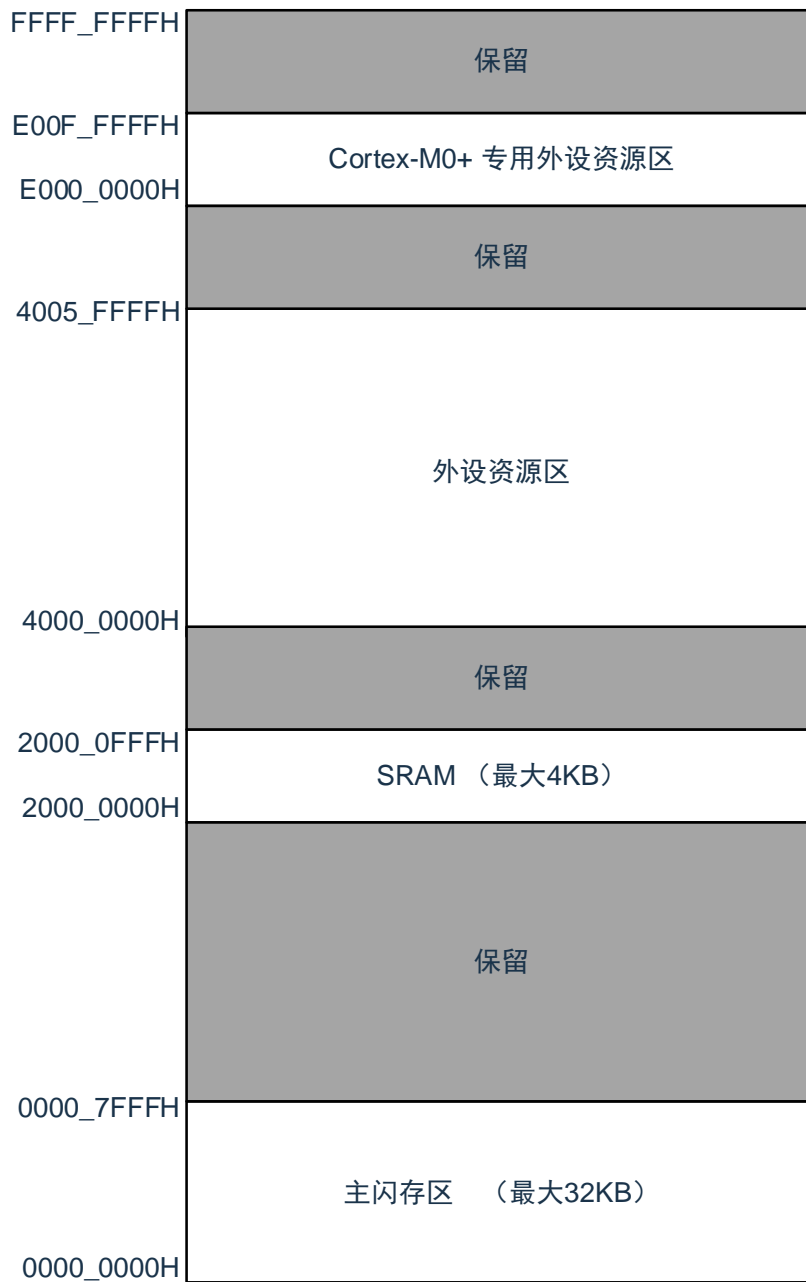 FFFF_FFFFH
保留
E00F_FFFFH
Cortex-M0+ 专用外设资源区
E000_0000H
保留
4005_FFFFH
外设资源区
4000_0000H
保留
2000_0FFFH
SRAM （最大4KB）
2000_0000H
保留
0000_7FFFH
主闪存区 （最大32KB）
0000_0000H